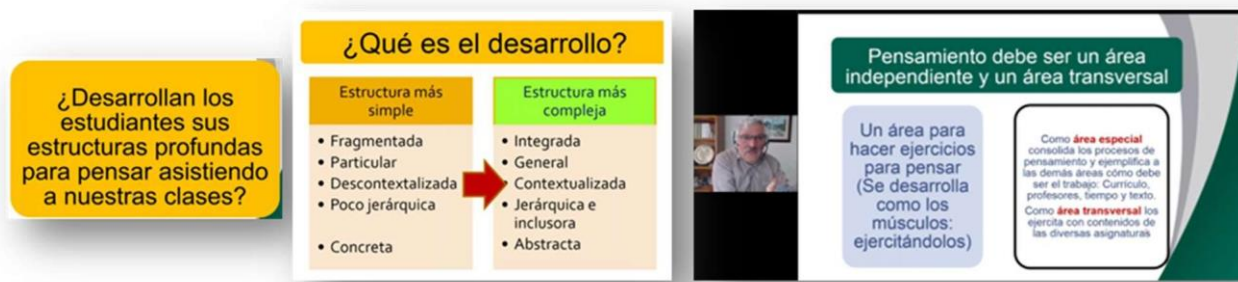 ¿Desarrollan los
estudiantes sus
estructuras profundas
para pensar asistiendo
a nuestras clases?
¿Qué es el desarrollo?
Estructura más
simple
• Fragmentada
• Particular
• Descontextalizada
• Poco jerárquica
• Concreta
Estructura más
compleja
• Integrada
• General
• Contextualizada
• Jerárquica e
inclusora
• Abstracta
Pensamiento debe ser un área
independiente y un área transversal
Un área para
hacer ejercicios
para pensar
(Se desarrolla
como los
músculos:
ejercitándolos)
Como área especial
consolida los procesos de
pensamiento y ejemplifica a
las demás áreas cómo debe
ser el trabajo: Currículo,
profesores, tiempo y texto.
Como área transversal los
ejercita con contenidos de
las diversas asignaturas